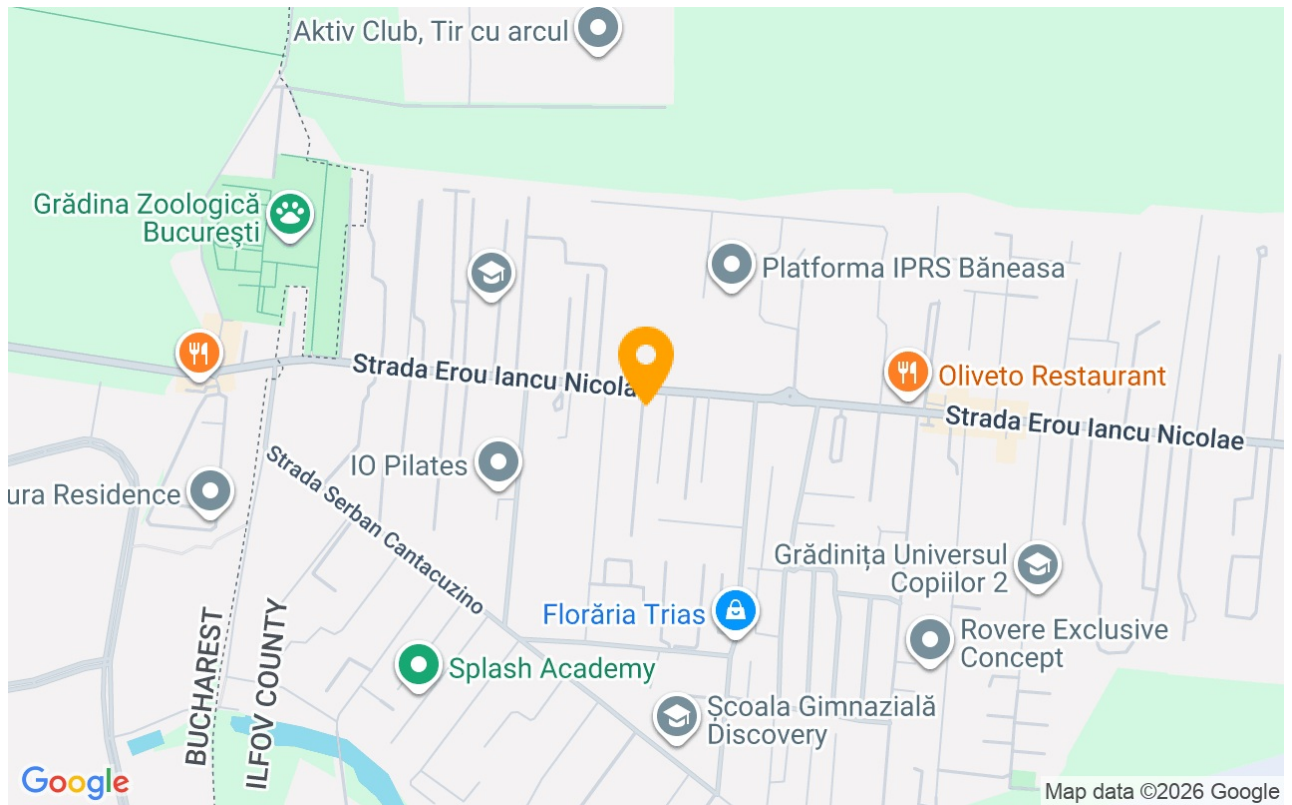 Aktiv Club, Tir cu arcul
Grădina Zoologică
București
Platforma IPRS Băneasa
Strada Erou Iancu Nicolae
Oliveto Restaurant
Strada Erou Iancu Nicolae
IO Pilates
ura Residence
Strada Serban Cantacuzino
Grădinița Universul
Copiilor 2
Florăria Trias
Rovere Exclusive
Concept
Splash Academy
BUCHAREST
ILFOV COUNTY
Școala Gimnazială
Discovery
Google
Map data ©2026 Google